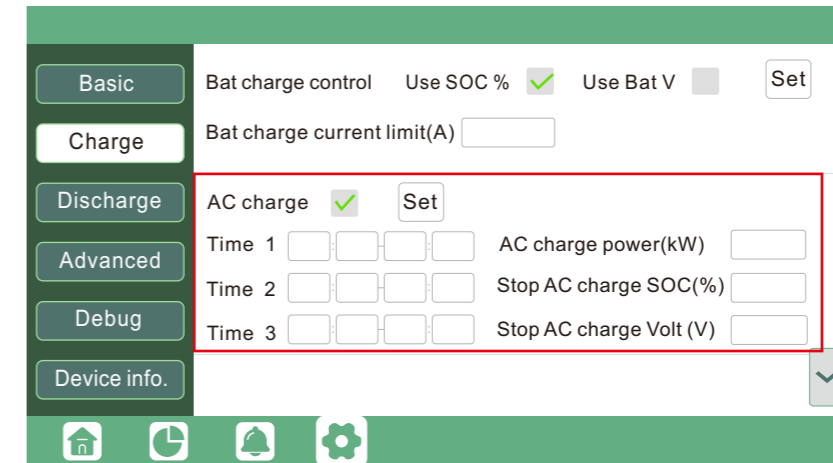 Basic
Charge
Discharge
Advanced
Debug
Device info.
Bat charge control Use SOC % Use Bat V Set
Bat charge current limit(A)
AC charge Set
Time 1 : - : AC charge power(kW)
Time 2 : - : Stop AC charge SOC(%)
Time 3 : - : Stop AC charge Volt (V)